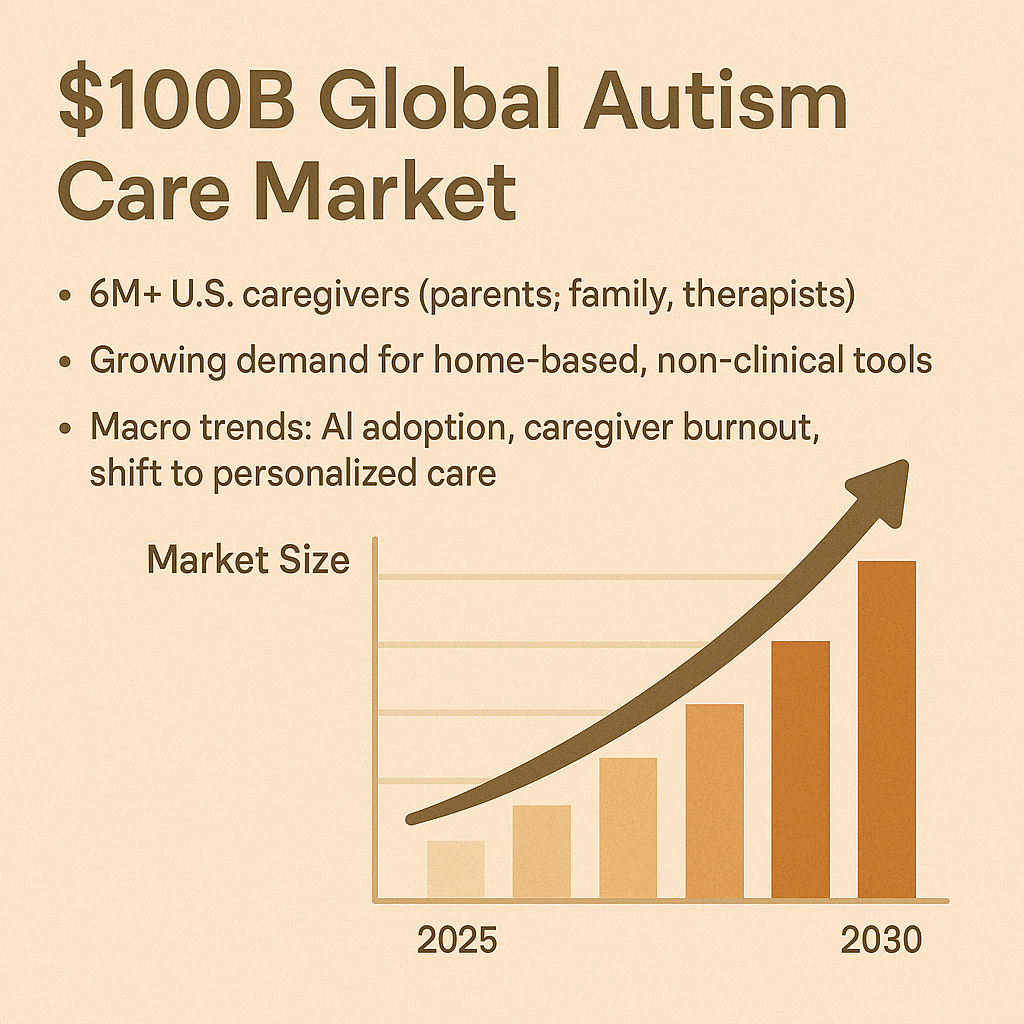 $100B Global Autism
Care Market
• 6M+ U.S. caregivers (parents; family, therapists)
• Growing demand for home-based, non-clinical tools
• Macro trends: AI adoption, caregiver burnout,
shift to personalized care
Market Size
2025
2030